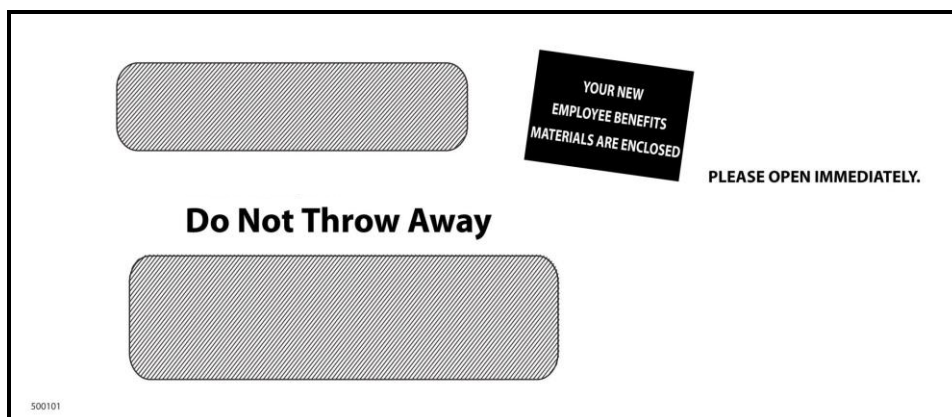 YOUR NEW
EMPLOYEE BENEFITS
MATERIALS ARE ENCLOSED
PLEASE OPEN IMMEDIATELY.
Do Not Throw Away
500101